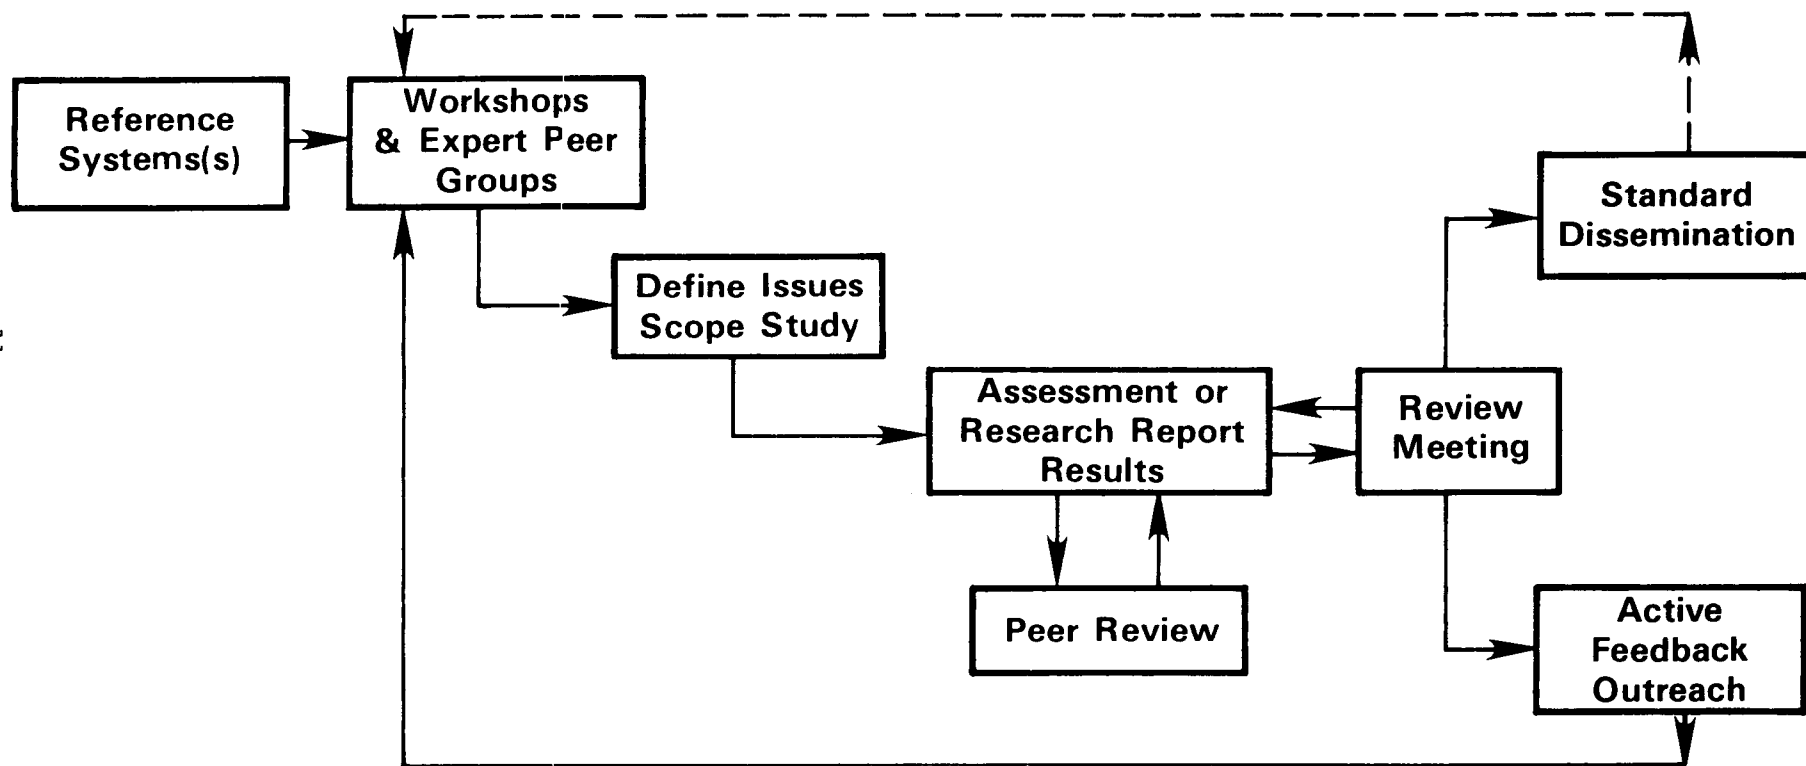 Reference
Systems(s)
Workshops
& Expert Peer
Groups
Define Issues
Scope Study
Assessment or
Research Report
Results
Peer Review
Review
Meeting
Standard
Dissemination
Active
Feedback
Outreach